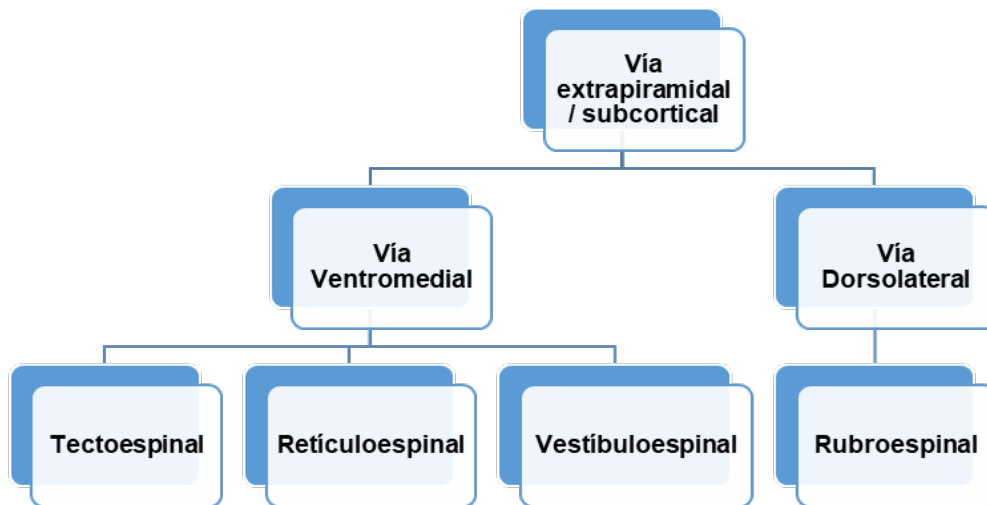 Vía
extrapiramidal
/ subcortical
Vía
Ventromedial
Vía
Dorsolateral
Tectoespinal
Retículoespinal
Vestíbuloespinal
Rubroespinal